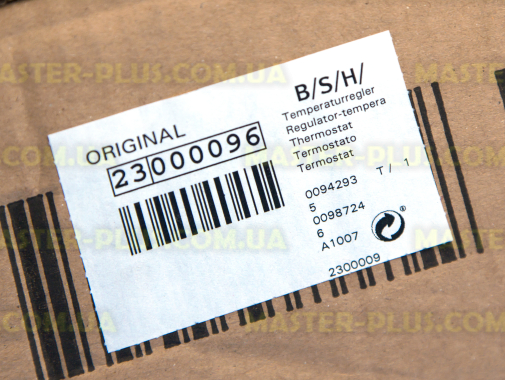 MASTER-PLUS.COM.UA
B/S/H/
Temperaturregler
Regulator-tempera
Thermostat
Termostato
Termostat
ORIGINAL
23000096
0094293 T / 1
5
0098724
6
A1007
2300009